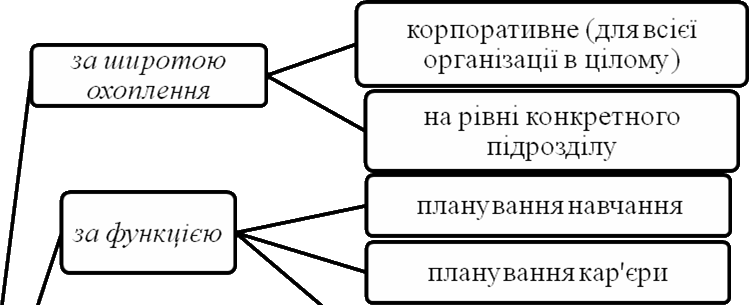 за широтою
охоплення
корпоративне (для всієї
організації в цілому)
на рівні конкретного
підрозділу
за функцією
планування навчання
планування кар'єри